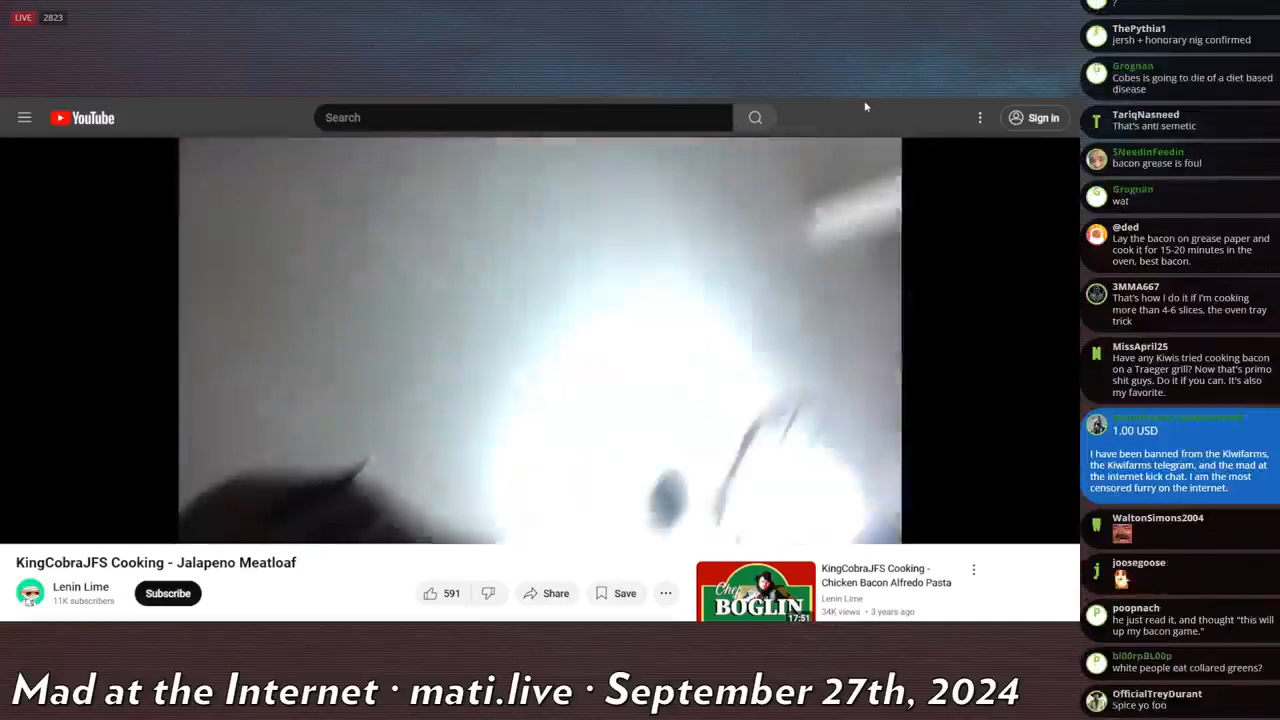 LIVE 2823
YouTube
Search
Sign in
KingCobraJFS Cooking - Jalapeno Meatloaf
Lenin Lime
11K subscribers
Subscribe
591
Share
Save
Chef
BOGLIN
17:51
KingCobraJFS Cooking -
Chicken Bacon Alfredo Pasta
Lenin Lime
34K views • 3 years ago
Mad at the Internet · mati.live · September 27th, 2024
?
ThePythia1
jersh + honorary nig confirmed
Grognan
Cobes is going to die of a diet based
disease
TariqNasneed
That's anti semetic
SNeedinFeedin
bacon grease is foul
Grognan
wat
@ded
Lay the bacon on grease paper and
cook it for 15-20 minutes in the
oven, best bacon.
3MMA667
That's how I do it if I'm cooking
more than 4-6 slices, the oven tray
trick
MissApril25
Have any Kiwis tried cooking bacon
on a Traeger grill? Now that's primo
shit guys. Do it if you can. It's also
my favorite.
1.00 USD
I have been banned from the Kiwifarms,
the Kiwifarms telegram, and the mad at
the internet kick chat. I am the most
censored furry on the internet.
WaltonSimons2004
joosegoose
poopnach
he just read it, and thought "this will
up my bacon game."
bl00rpBL00p
white people eat collared greens?
OfficialTreyDurant
Spice yo foo